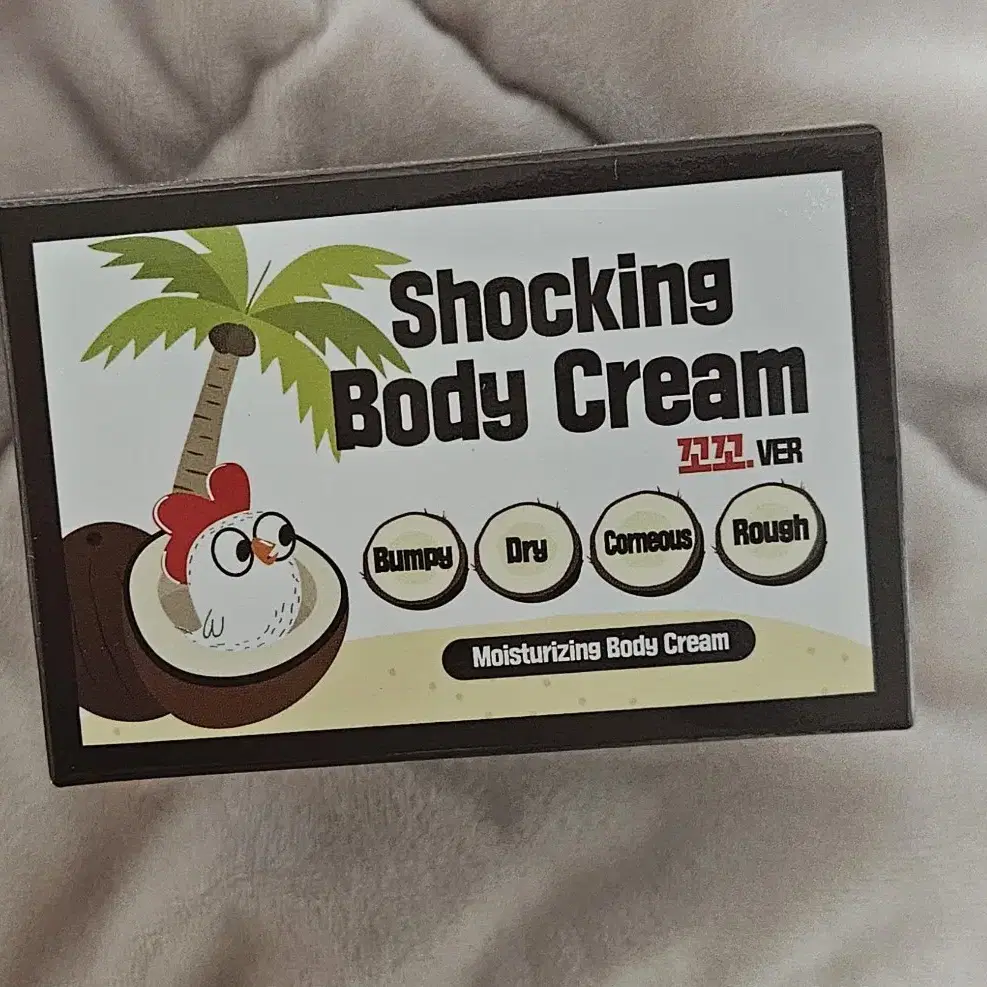 Shocking
Body Cream
꼬꼬.VER
Bumpy
Dry
Corneous
Rough
Moisturizing Body Cream